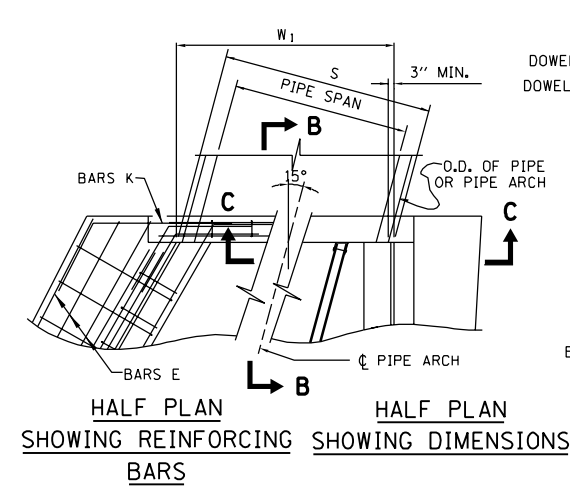 W1
DOWEL
S
3" MIN.
DOWEL
PIPE SPAN
B
O.D. OF PIPE
OR PIPE ARCH
BARS K
15°
C
C
℄ PIPE ARCH
BARS E
B
HALF PLAN
SHOWING REINFORCING
BARS
HALF PLAN
SHOWING DIMENSIONS